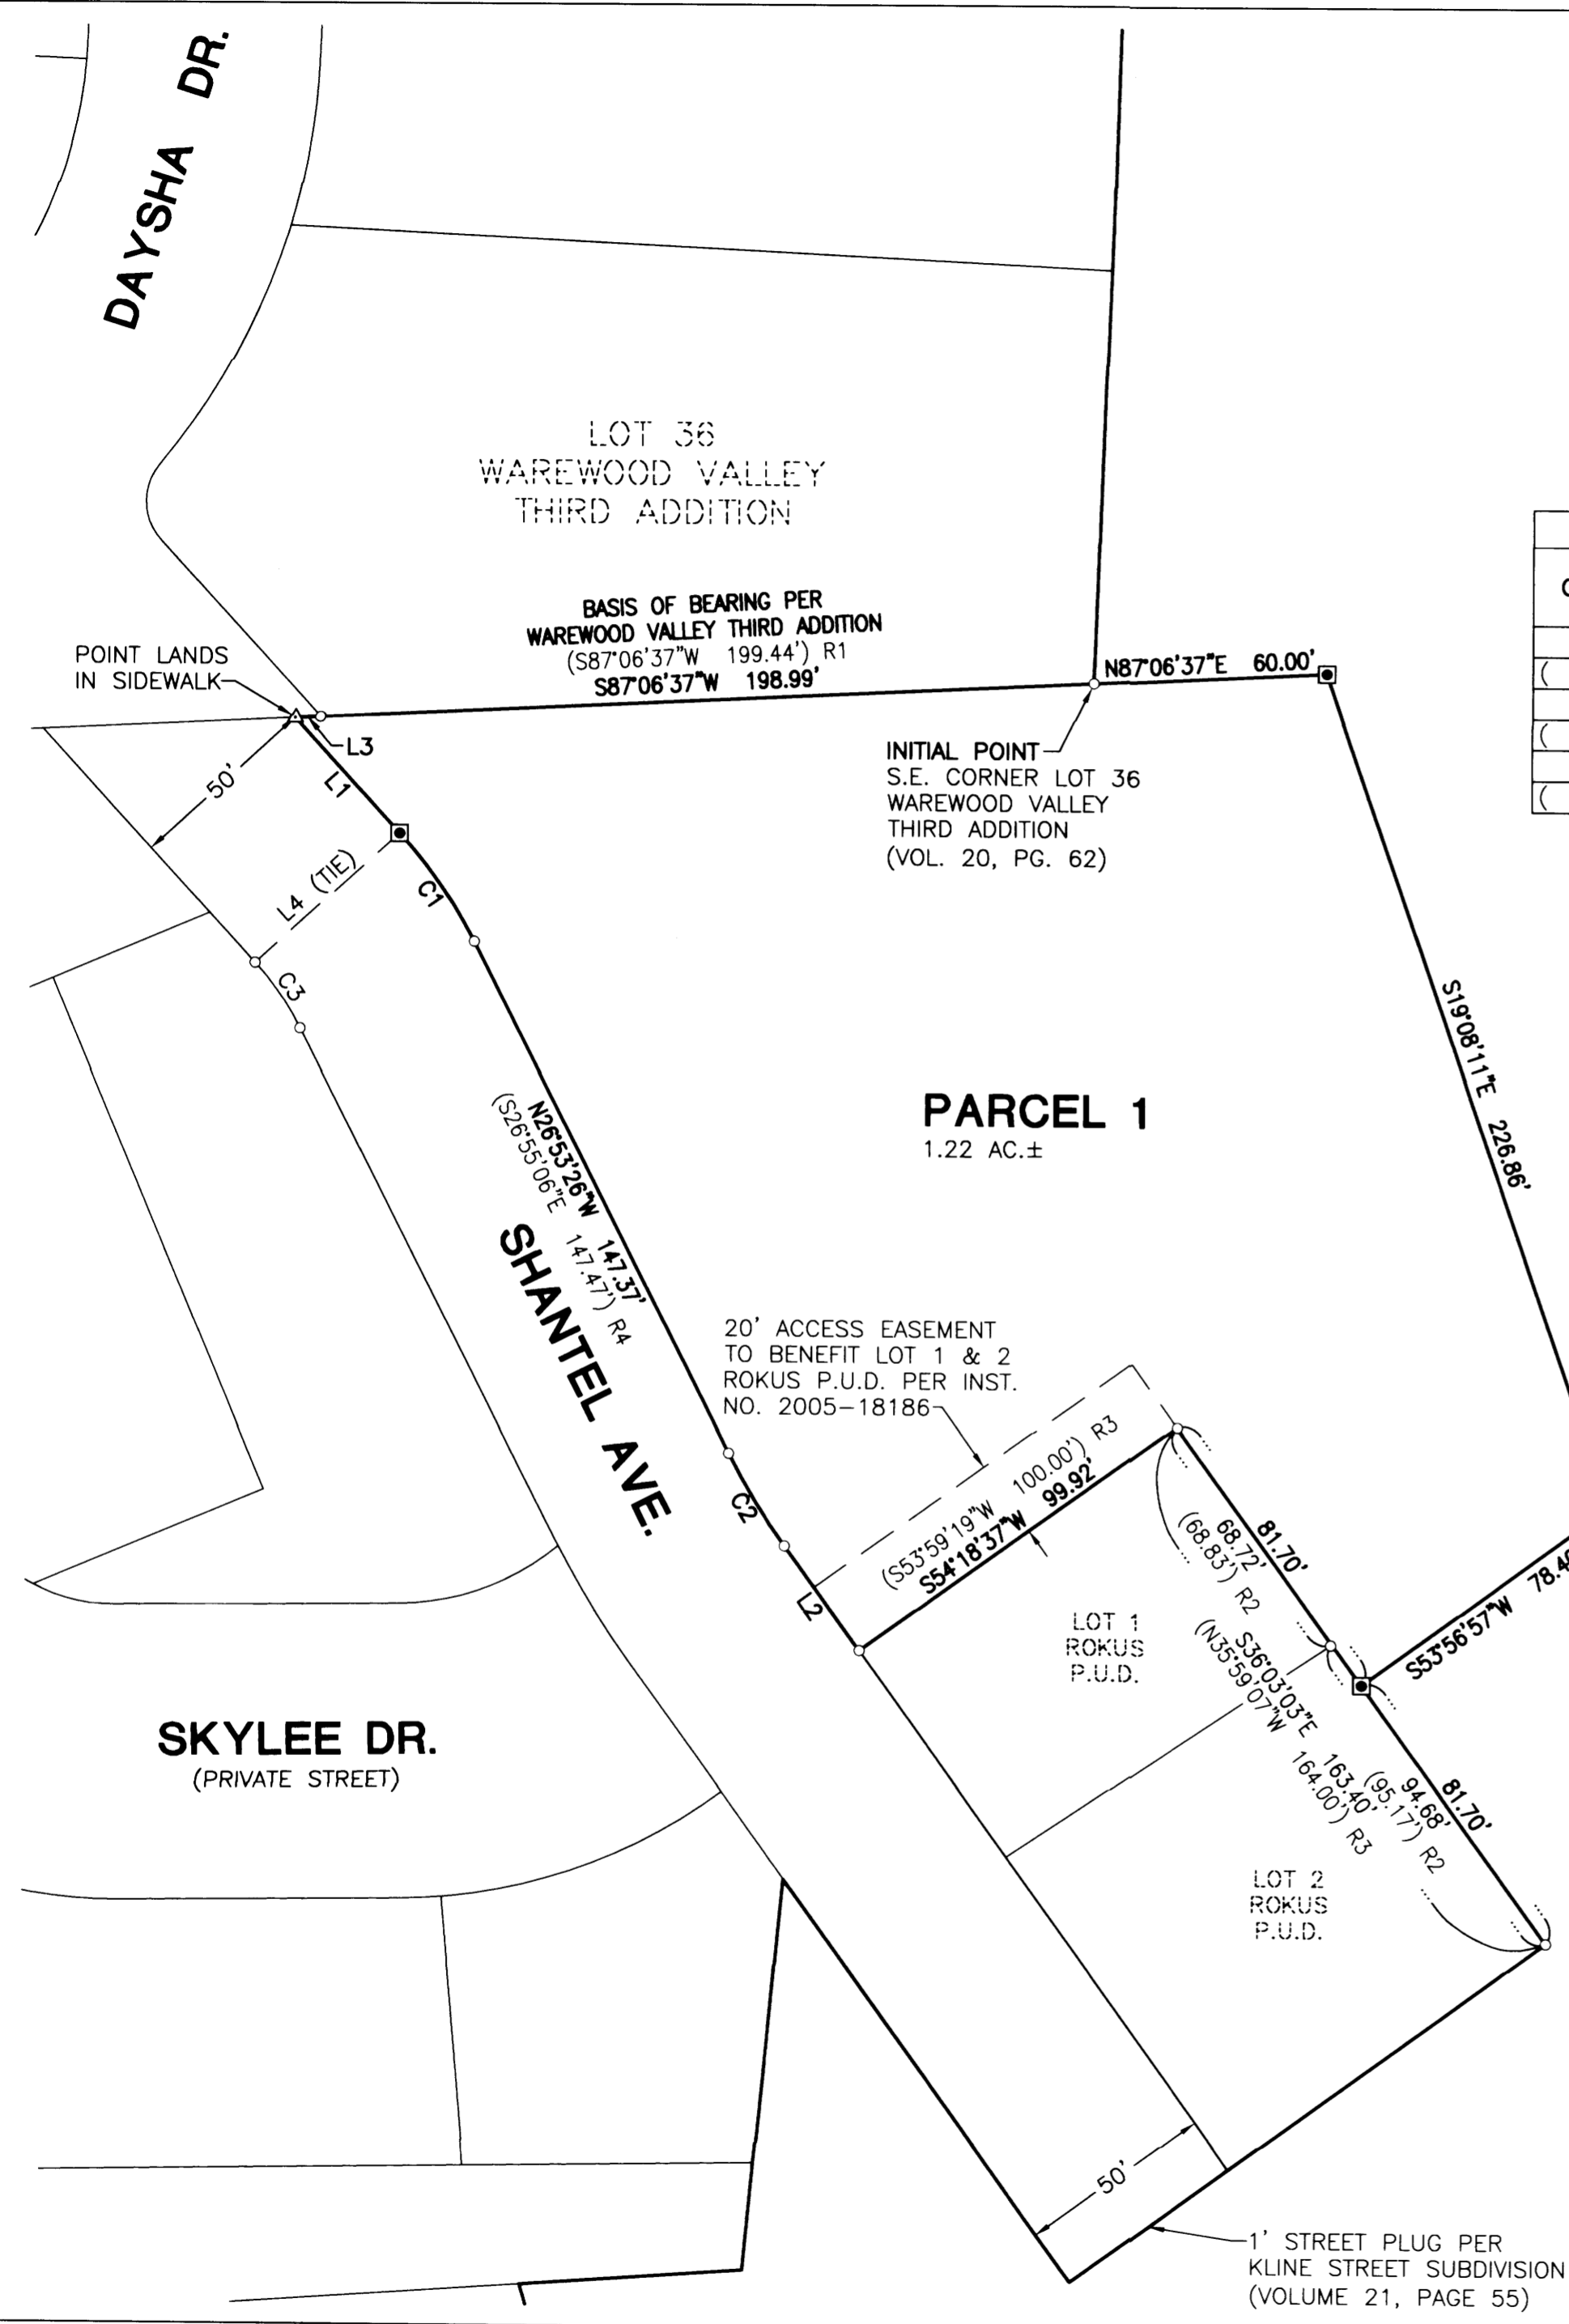 DAYSHA DR.
LOT 36
WAREWOOD VALLEY
THIRD ADDITION
BASIS OF BEARING PER
WAREWOOD VALLEY THIRD ADDITION
(S87°06'37"W 199.44') R1
S87°06'37"W 198.99'
POINT LANDS
IN SIDEWALK
N87°06'37"E 60.00'
L3
L1
50'
INITIAL POINT
S.E. CORNER LOT 36
WAREWOOD VALLEY
THIRD ADDITION
(VOL. 20, PG. 62)
L4 (TIE)
C1
C3
S19°08'11"E 226.86'
PARCEL 1
1.22 AC.±
N26°53'26"W 147.37'
(S26°55'06"E 147.47') R4
SHANTEL AVE.
20' ACCESS EASEMENT
TO BENEFIT LOT 1 & 2
ROKUS P.U.D. PER INST.
NO. 2005-18186
C2
(S53°59'19"W 100.00') R3
S54°18'37"W 99.92'
L2
81.70'
68.72'
(68.83') R2
S53°56'57"W
LOT 1
ROKUS
P.U.D.
S36°03'03"E 163.40'
(N35°59'07"W 164.00') R3
81.70'
94.68'
(95.17') R2
SKYLEE DR.
(PRIVATE STREET)
LOT 2
ROKUS
P.U.D.
50'
1' STREET PLUG PER
KLINE STREET SUBDIVISION
(VOLUME 21, PAGE 55)